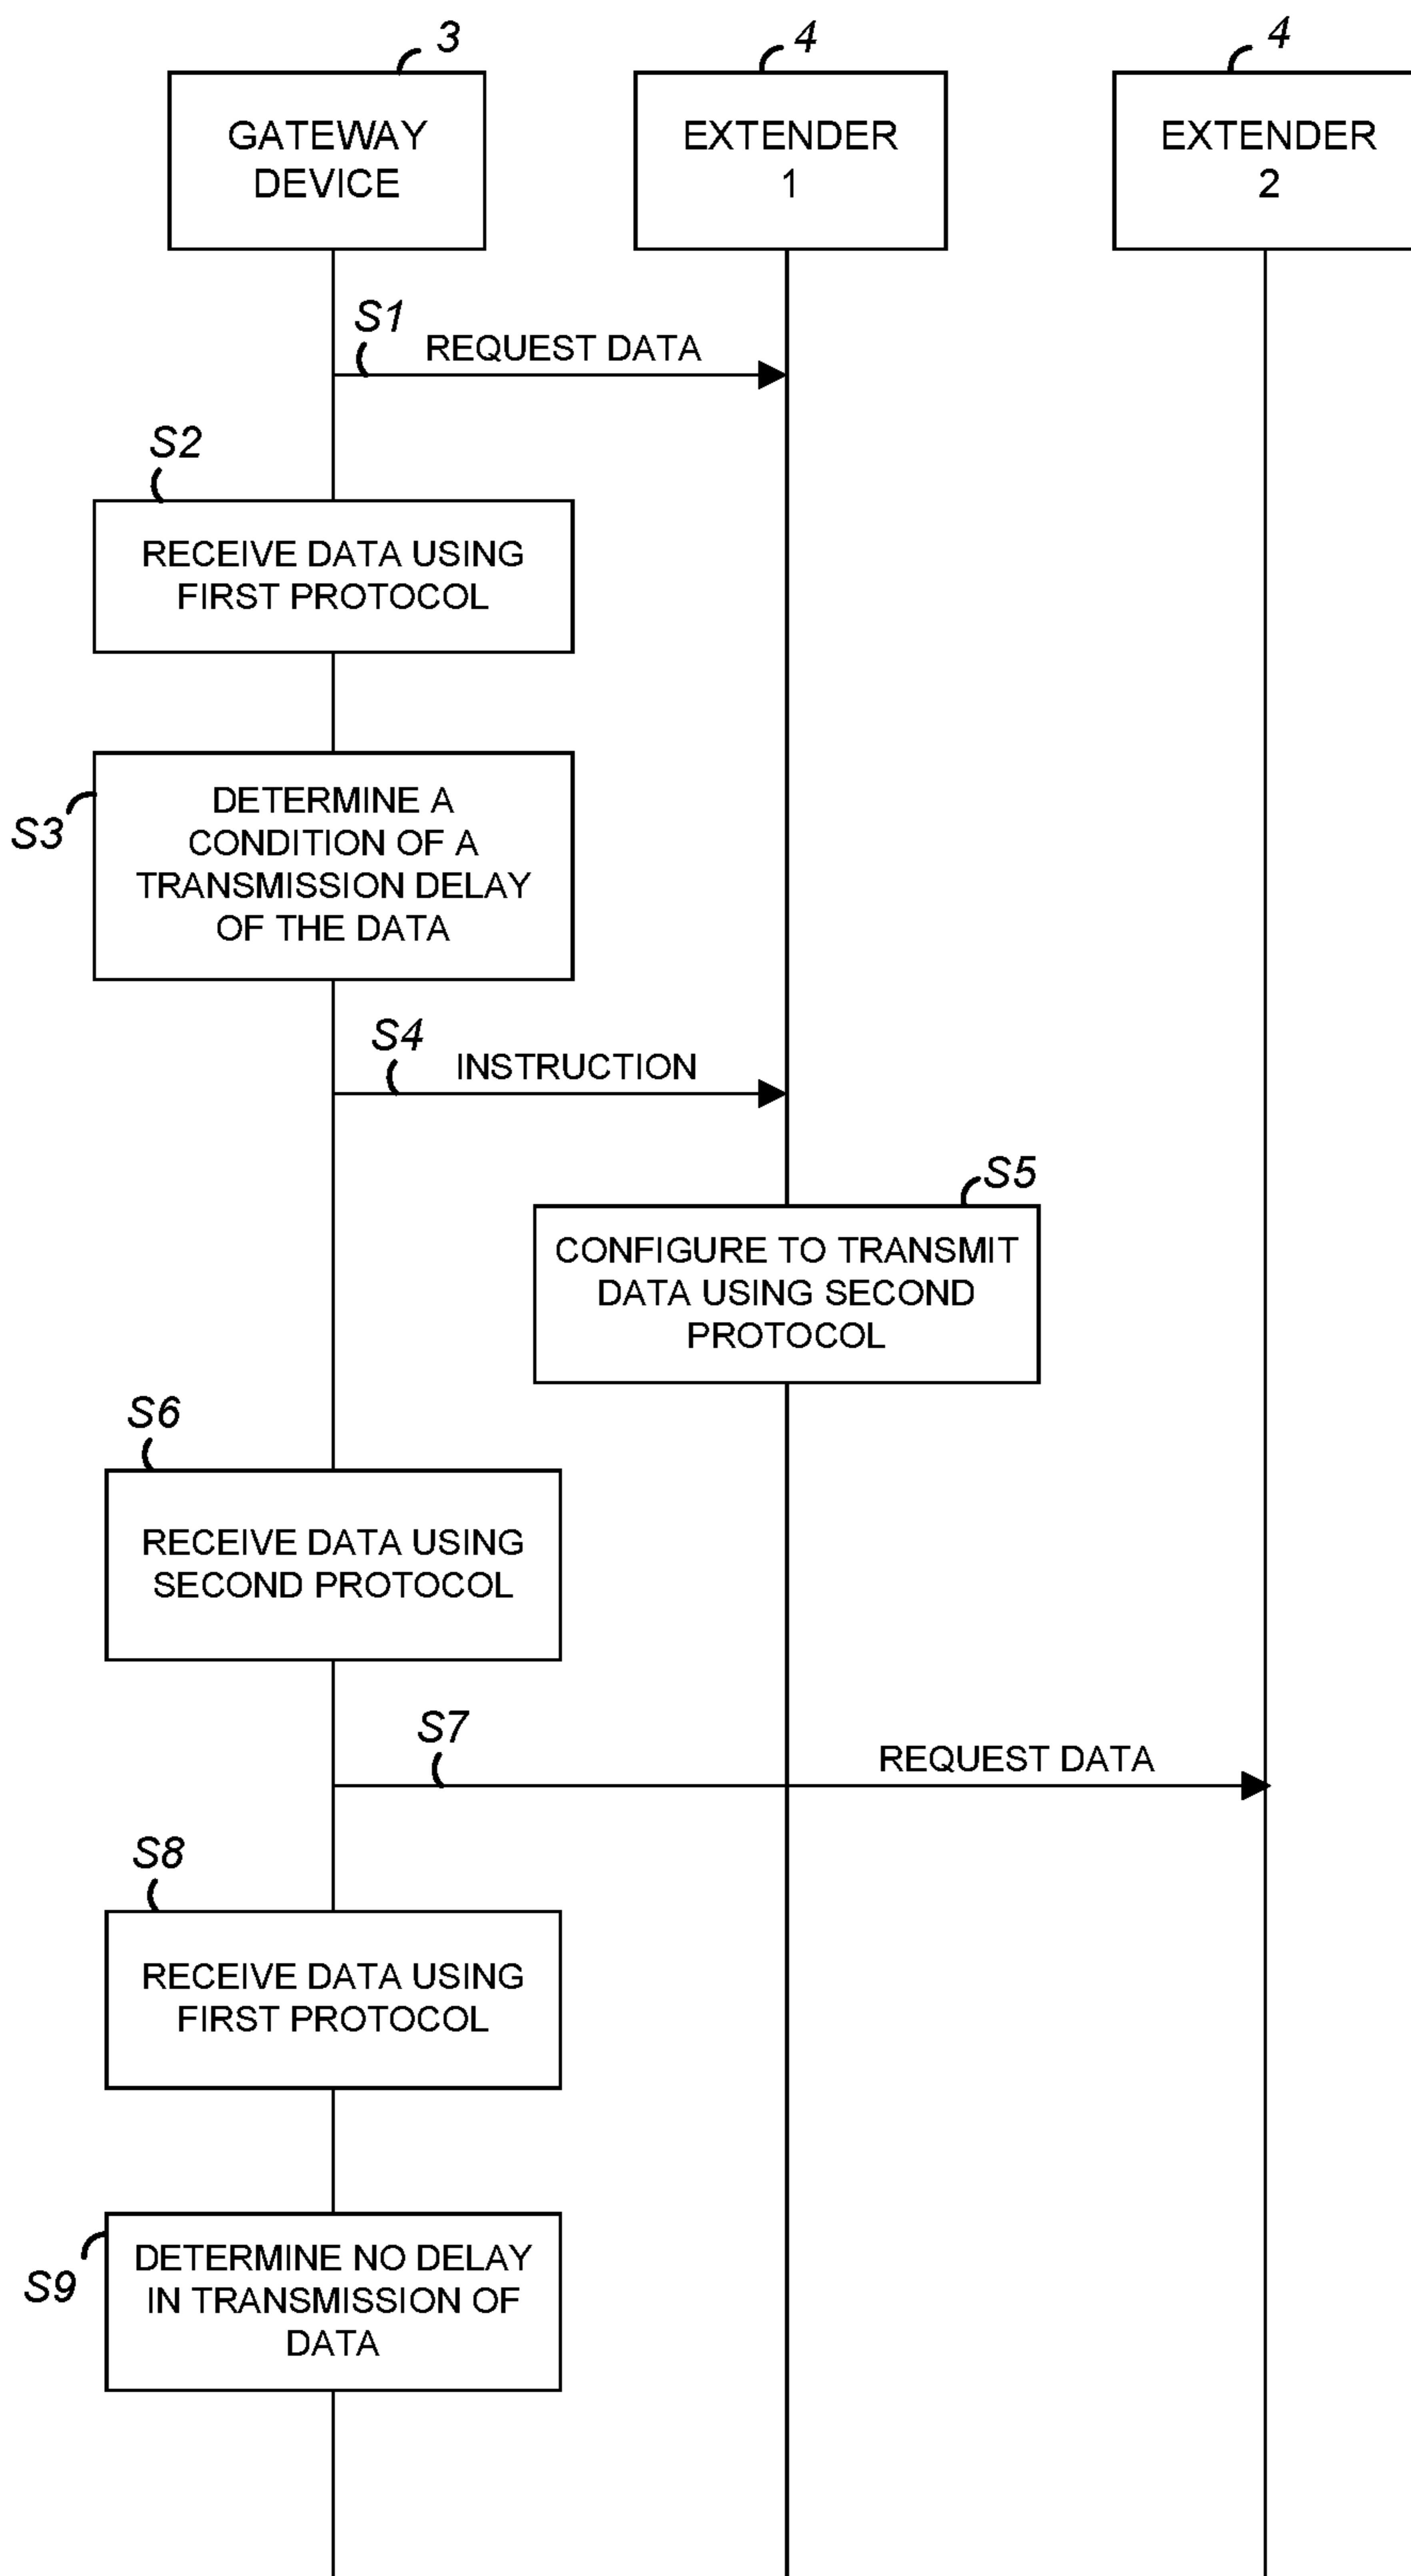 3
4
4
GATEWAY
DEVICE
EXTENDER
1
EXTENDER
2
S1
REQUEST DATA
S2
RECEIVE DATA USING
FIRST PROTOCOL
S3
DETERMINE A
CONDITION OF A
TRANSMISSION DELAY
OF THE DATA
S4
INSTRUCTION
S5
CONFIGURE TO TRANSMIT
DATA USING SECOND
PROTOCOL
S6
RECEIVE DATA USING
SECOND PROTOCOL
S7
REQUEST DATA
S8
RECEIVE DATA USING
FIRST PROTOCOL
S9
DETERMINE NO DELAY
IN TRANSMISSION OF
DATA